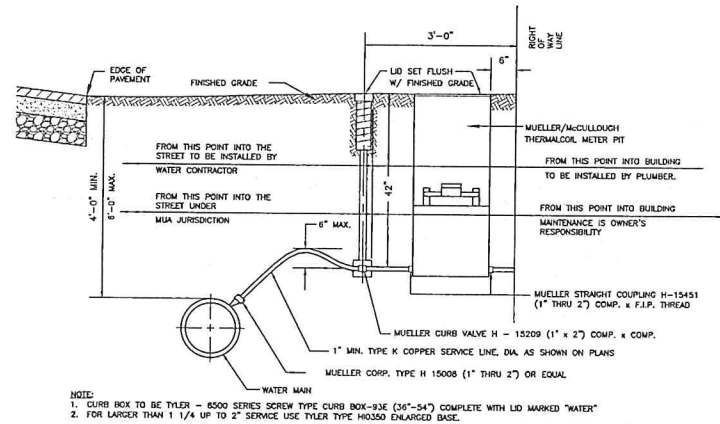 3'-0"
RIGHT
OF
WAY
LINE
6"
EDGE OF
PAVEMENT
FINISHED GRADE
LID SET FLUSH
W/ FINISHED GRADE
MUELLER/McCULLOUGH
THERMALCOIL METER PIT
FROM THIS POINT INTO THE
STREET TO BE INSTALLED BY
WATER CONTRACTOR
FROM THIS POINT INTO BUILDING
TO BE INSTALLED BY PLUMBER.
4'-0" MIN.
6'-0" MAX.
42"
FROM THIS POINT INTO THE
STREET UNDER
MUA JURISDICTION
FROM THIS POINT INTO BUILDING
MAINTENANCE IS OWNER'S
RESPONSIBILITY
6" MAX.
MUELLER STRAIGHT COUPLING H-15451
(1" THRU 2") COMP. x F.I.P. THREAD
MUELLER CURB VALVE H - 15209 (1" x 2") COMP. x COMP.
1" MIN. TYPE K COPPER SERVICE LINE, DIA. AS SHOWN ON PLANS
MUELLER CORP. TYPE H 15008 (1" THRU 2") OR EQUAL
WATER MAIN
NOTE:
1. CURB BOX TO BE TYLER - 6500 SERIES SCREW TYPE CURB BOX-93E (36"-54") COMPLETE WITH LID MARKED "WATER"
2. FOR LARGER THAN 1 1/4 UP TO 2" SERVICE USE TYLER TYPE H10350 ENLARGED BASE.